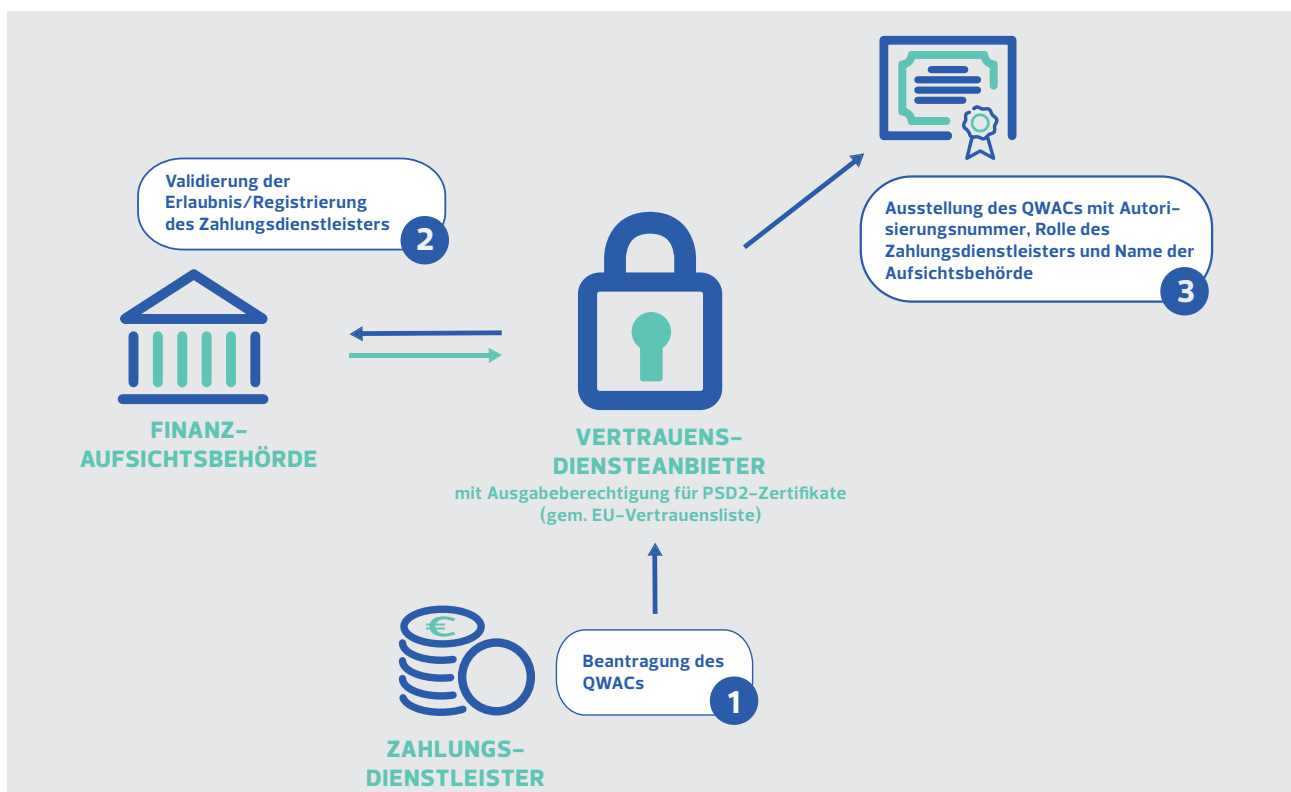 Validierung der
Erlaubnis/Registrierung
des Zahlungsdienstleisters
2
Ausstellung des QWACs mit Autori-
sierungsnummer, Rolle des
Zahlungsdienstleisters und Name der
Aufsichtsbehörde
3
FINANZ-
AUFSICHTSBEHÖRDE
VERTRAUENS-
DIENSTEANBIETER
mit Ausgabeberechtigung für PSD2-Zertifikate
(gem. EU-Vertrauensliste)
€
Beantragung des
QWACs
1
ZAHLUNGS-
DIENSTLEISTER